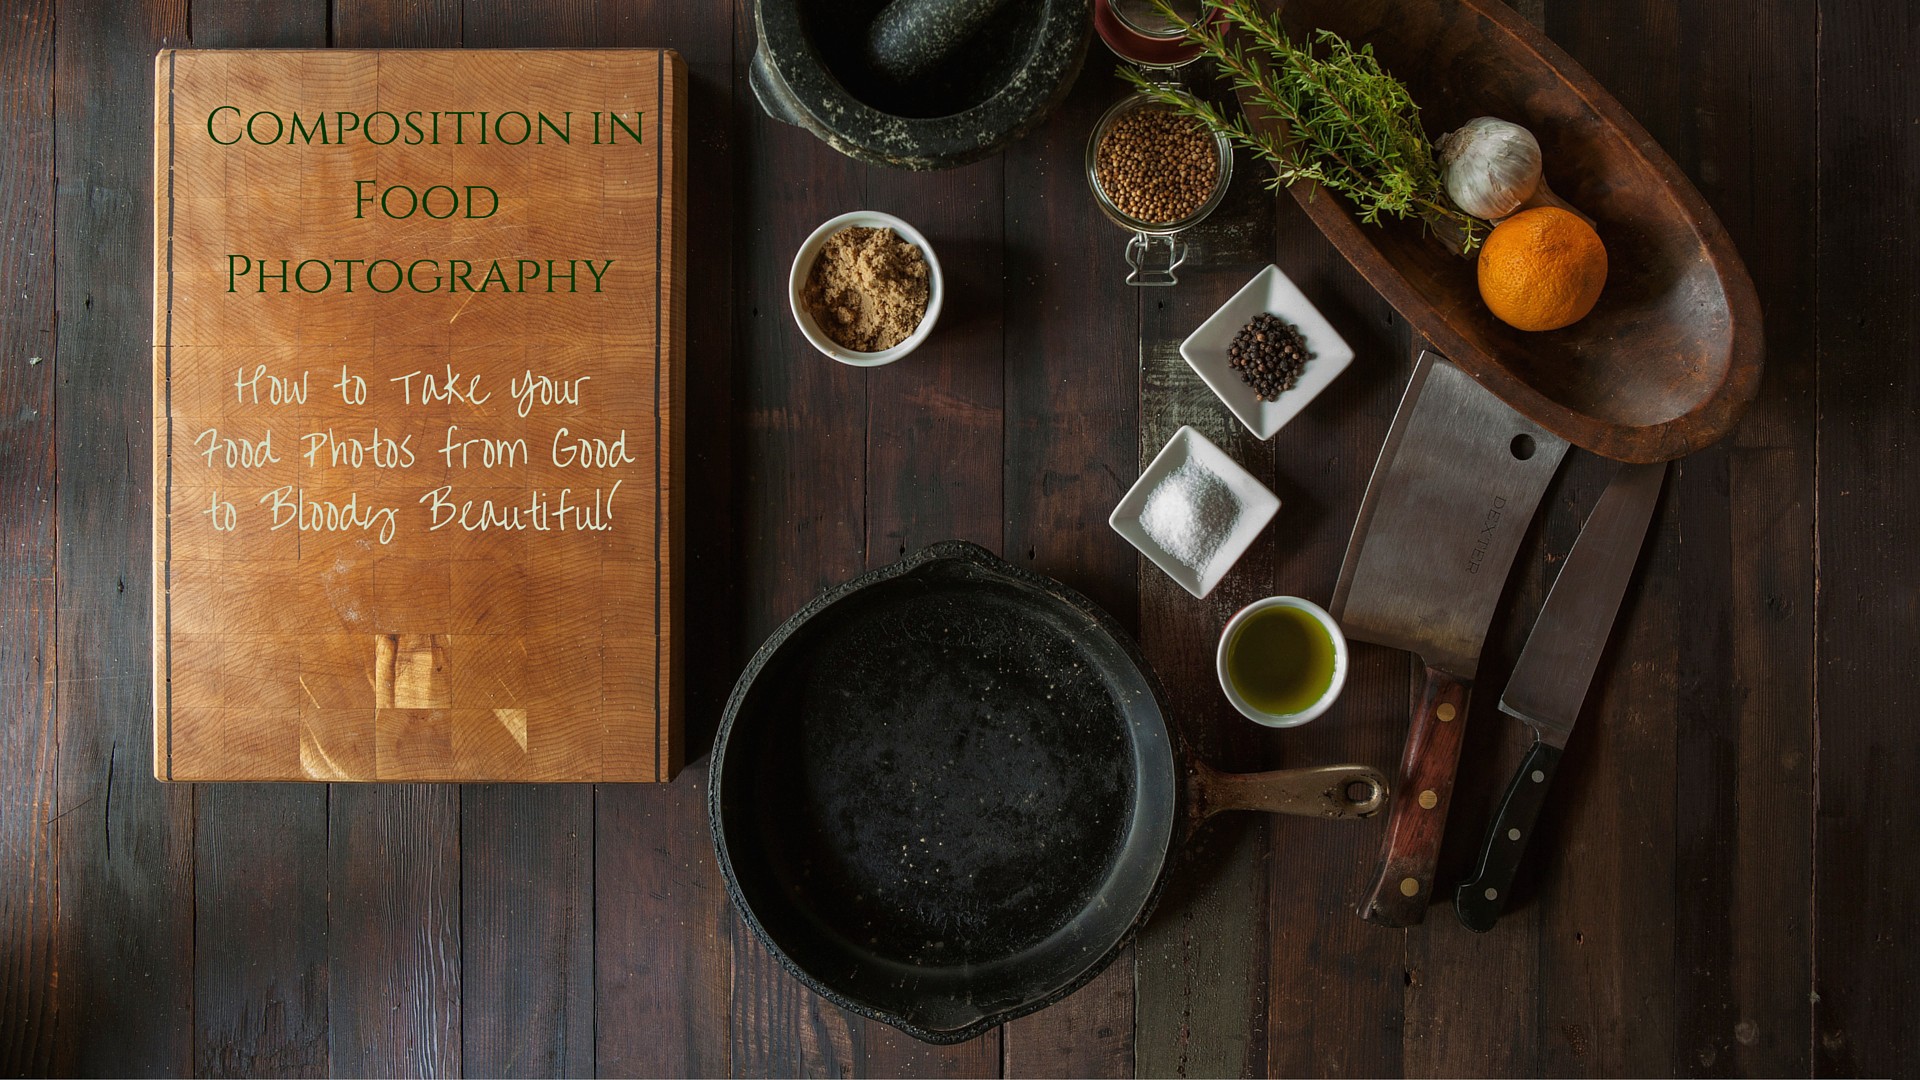 Composition in
Food
Photography
How to Take Your
Food Photos from Good
to Bloody Beautiful!
DEXTER